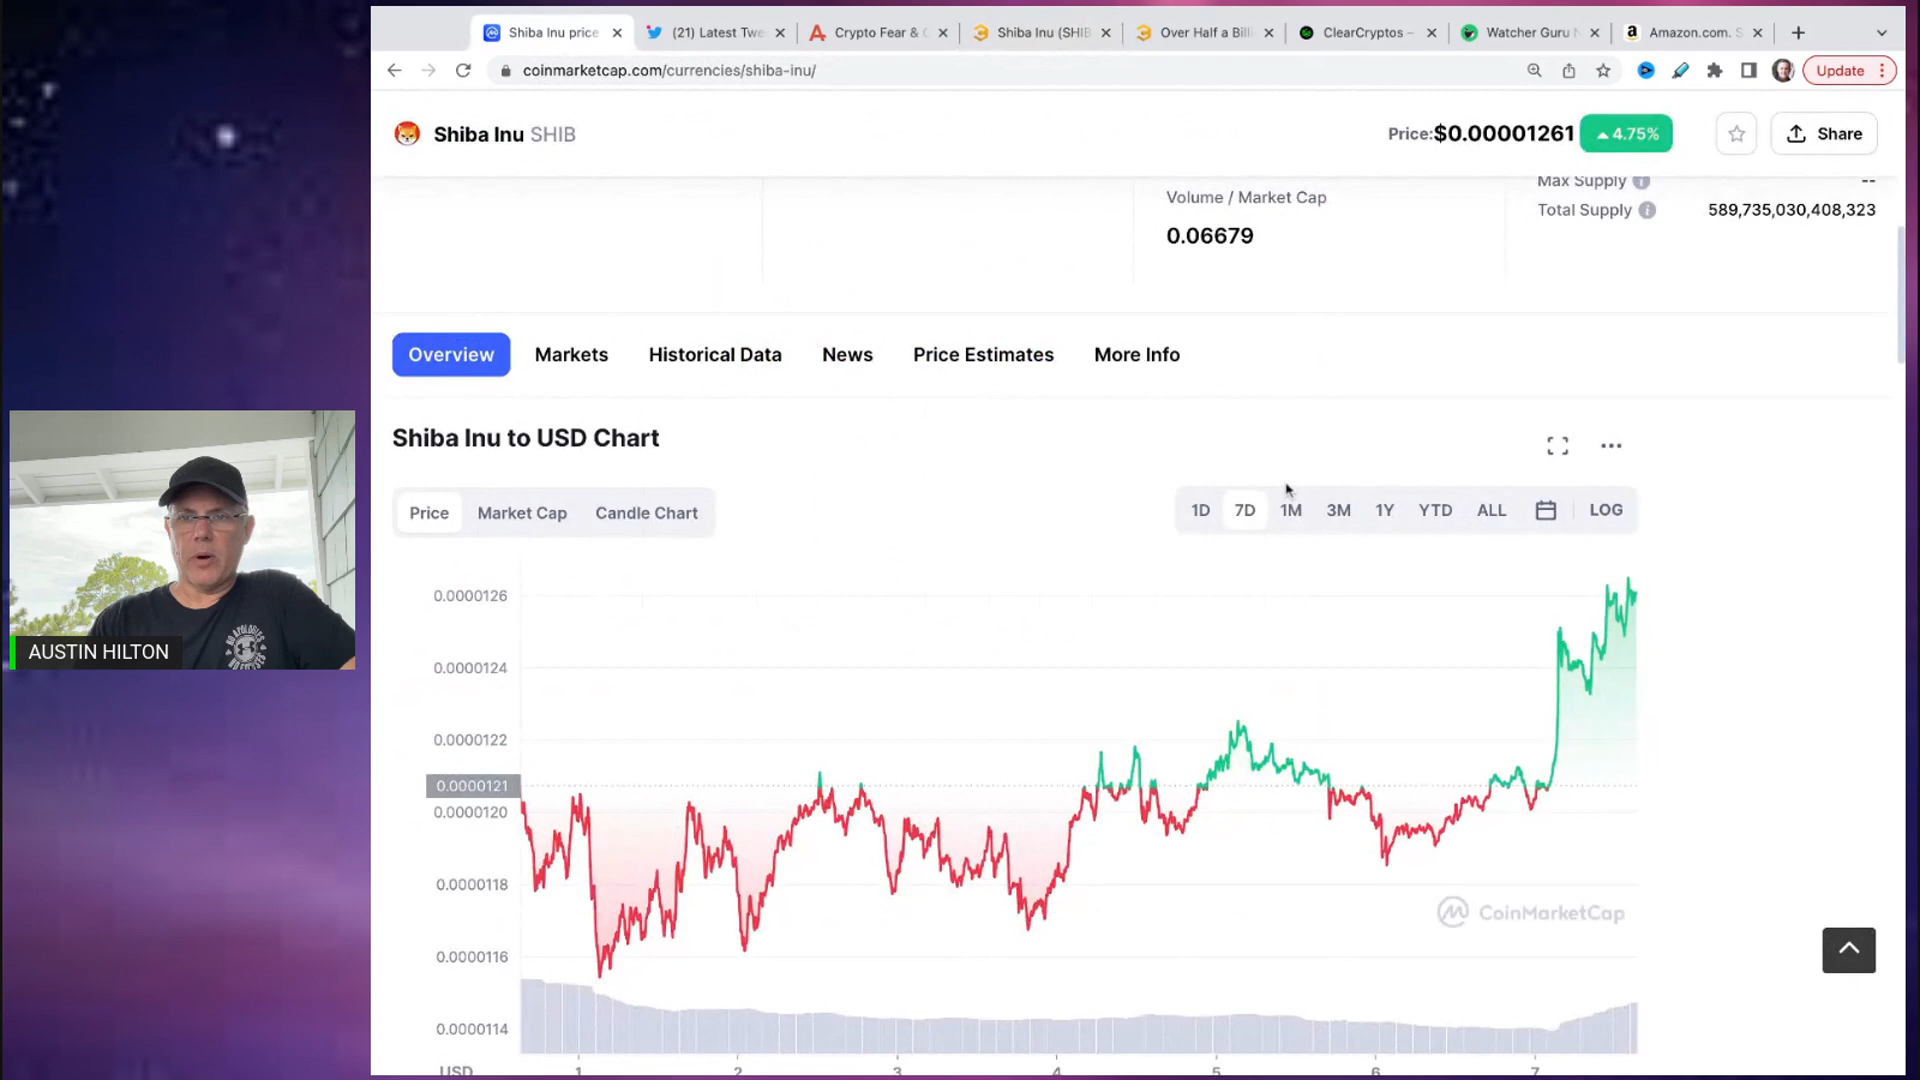 Shiba Inu price
(21) Latest Twe
Crypto Fear & G
Shiba Inu (SHIB
Over Half a Billi
ClearCryptos –
Watcher Guru N
Amazon.com. S
coinmarketcap.com/currencies/shiba-inu/
Update
Shiba Inu SHIB
Price:$0.00001261
4.75%
Share
Volume / Market Cap
0.06679
Max Supply
--
Total Supply
589,735,030,408,323
Overview
Markets
Historical Data
News
Price Estimates
More Info
Shiba Inu to USD Chart
Price
Market Cap
Candle Chart
1D
7D
1M
3M
1Y
YTD
ALL
LOG
0.0000126
0.0000124
0.0000122
0.0000121
0.0000120
0.0000118
0.0000116
0.0000114
CoinMarketCap
USD
1
2
3
4
5
6
7
AUSTIN HILTON